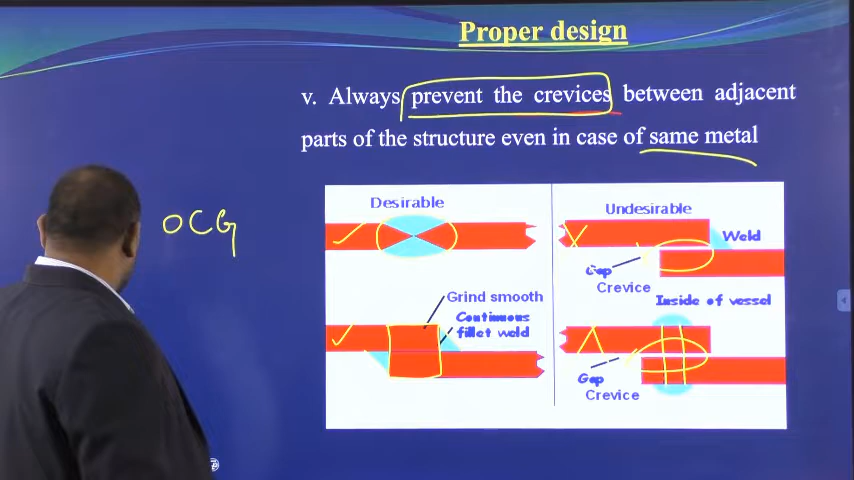 Proper design
v. Always prevent the crevices between adjacent
parts of the structure even in case of same metal
OCG
Desirable
Grind smooth
Continuous
fillet weld
Undesirable
Weld
Gap
Crevice
Inside of vessel
Gap
Crevice